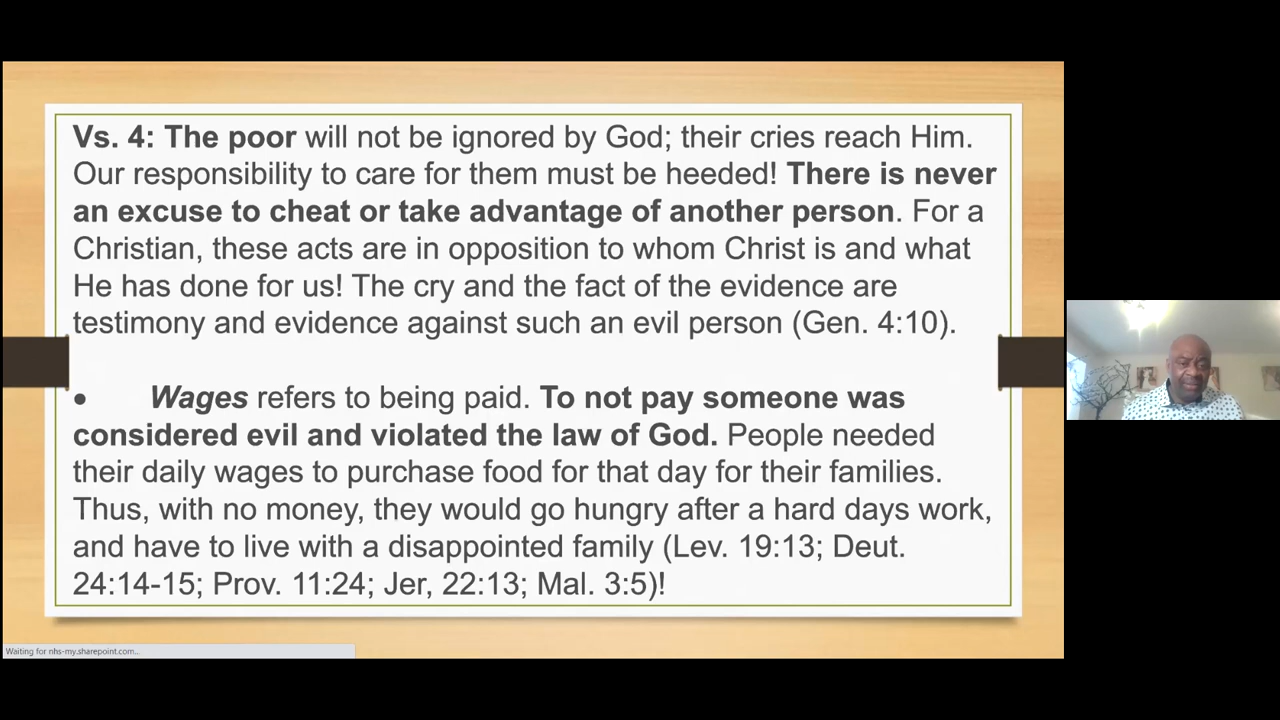 Vs. 4: The poor will not be ignored by God; their cries reach Him.
Our responsibility to care for them must be heeded! There is never
an excuse to cheat or take advantage of another person. For a
Christian, these acts are in opposition to whom Christ is and what
He has done for us! The cry and the fact of the evidence are
testimony and evidence against such an evil person (Gen. 4:10).
• Wages refers to being paid. To not pay someone was
considered evil and violated the law of God. People needed
their daily wages to purchase food for that day for their families.
Thus, with no money, they would go hungry after a hard days work,
and have to live with a disappointed family (Lev. 19:13; Deut.
24:14-15; Prov. 11:24; Jer, 22:13; Mal. 3:5)!
Waiting for nhs-my.sharepoint.com...